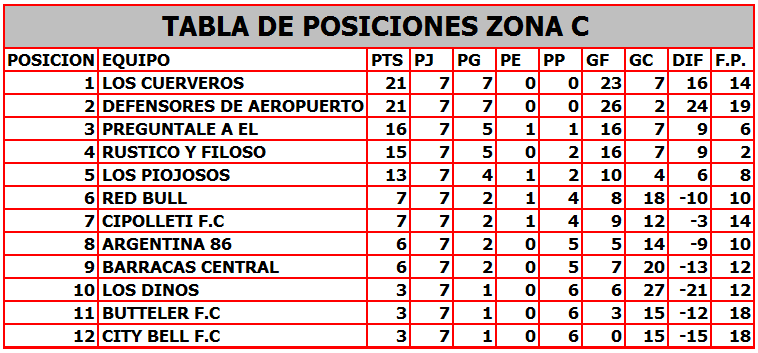 TABLA DE POSICIONES ZONA C
POSICION EQUIPO PTS PJ PG PE PP GF GC DIF F.P.
1 LOS CUERVEROS 21 7 7 0 0 23 7 16 14
2 DEFENSORES DE AEROPUERTO 21 7 7 0 0 26 2 24 19
3 PREGUNTALE A EL 16 7 5 1 1 16 7 9 6
4 RUSTICO Y FILOSO 15 7 5 0 2 16 7 9 2
5 LOS PIOJOSOS 13 7 4 1 2 10 4 6 8
6 RED BULL 7 7 2 1 4 8 18 -10 10
7 CIPOLLETI F.C 7 7 2 1 4 9 12 -3 14
8 ARGENTINA 86 6 7 2 0 5 5 14 -9 10
9 BARRACAS CENTRAL 6 7 2 0 5 7 20 -13 12
10 LOS DINOS 3 7 1 0 6 6 27 -21 12
11 BUTTELER F.C 3 7 1 0 6 3 15 -12 18
12 CITY BELL F.C 3 7 1 0 6 0 15 -15 18